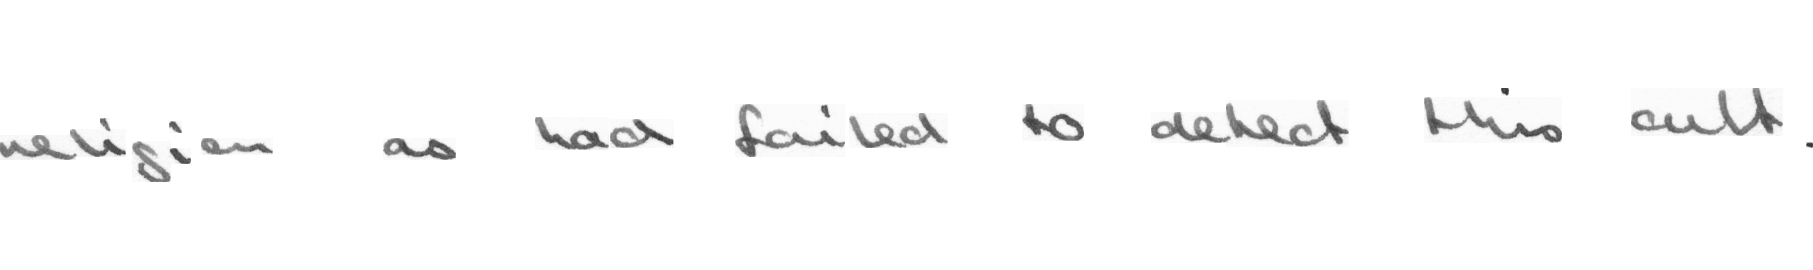 religion as had failed to detect this cult .